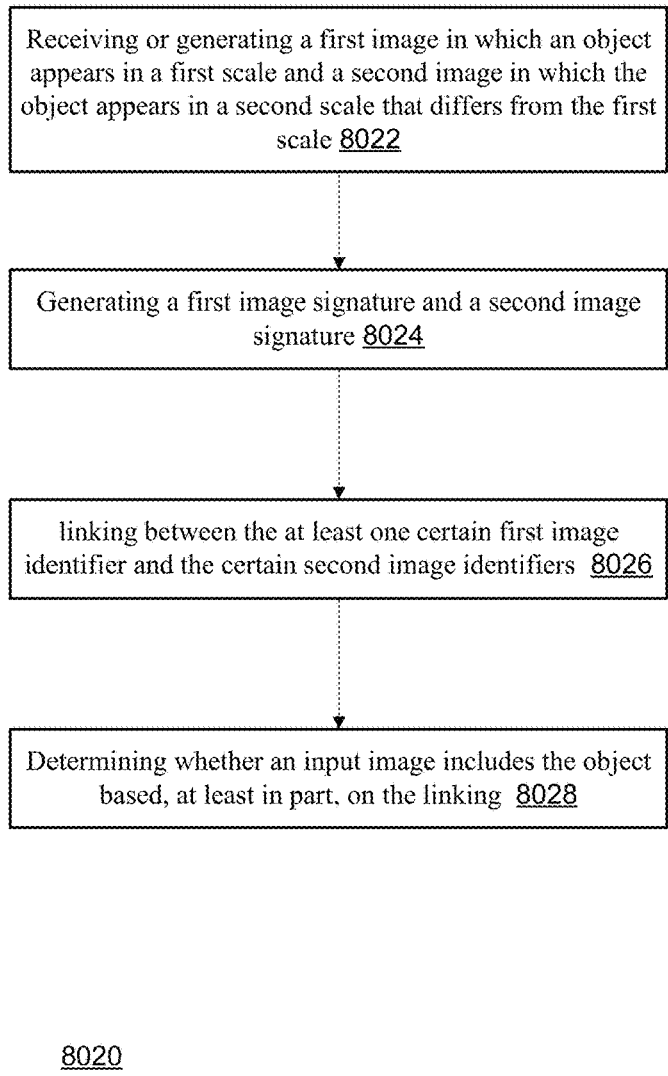 Receiving or generating a first image in which an object
appears in a first scale and a second image in which the
object appears in a second scale that differs from the first
scale 8022
Generating a first image signature and a second image
signature 8024
linking between the at least one certain first image
identifier and the certain second image identifiers 8026
Determining whether an input image includes the object
based, at least in part, on the linking 8028
8020